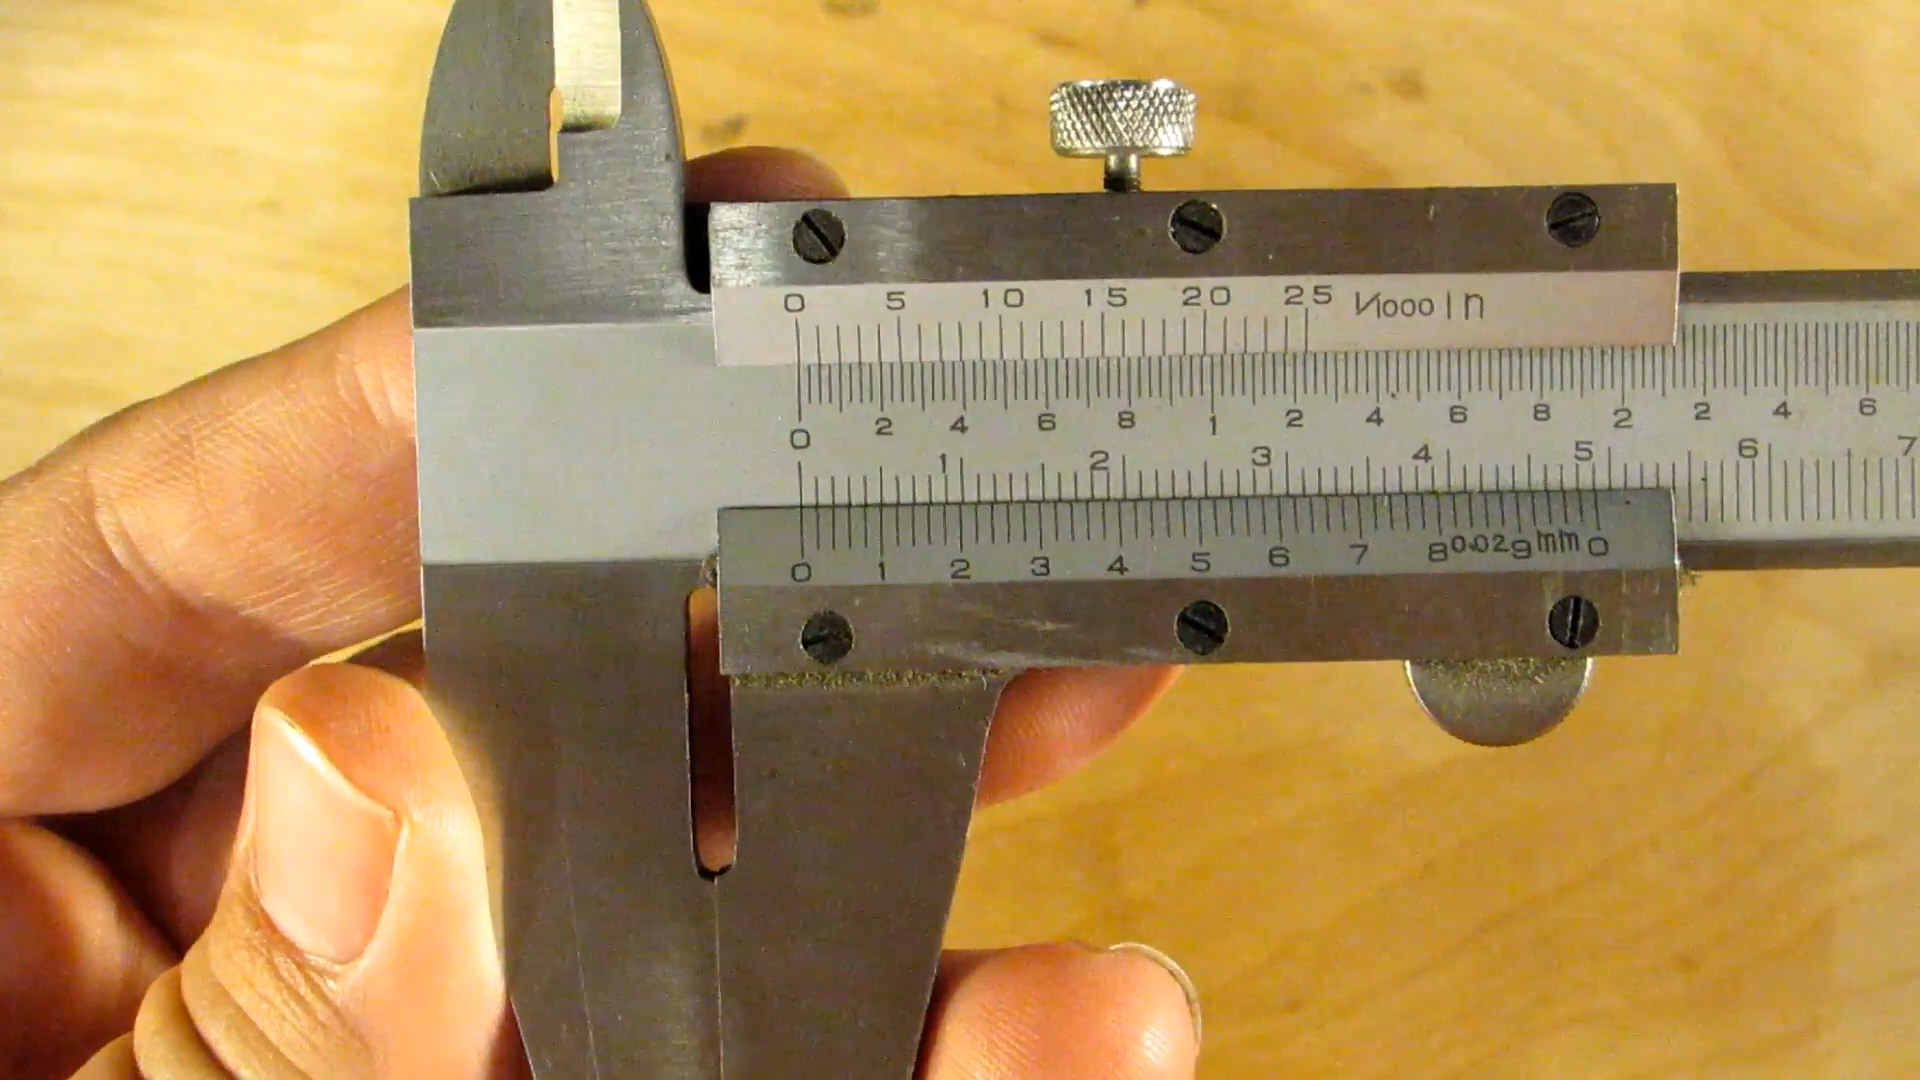 0 5 10 15 20 25 1/1000 IN
0 2 4 6 8 1 2 4 6 8 2 2 4 6
1 2 3 4 5 6 7
0 1 2 3 4 5 6 7 8 0.02 9 mm 0